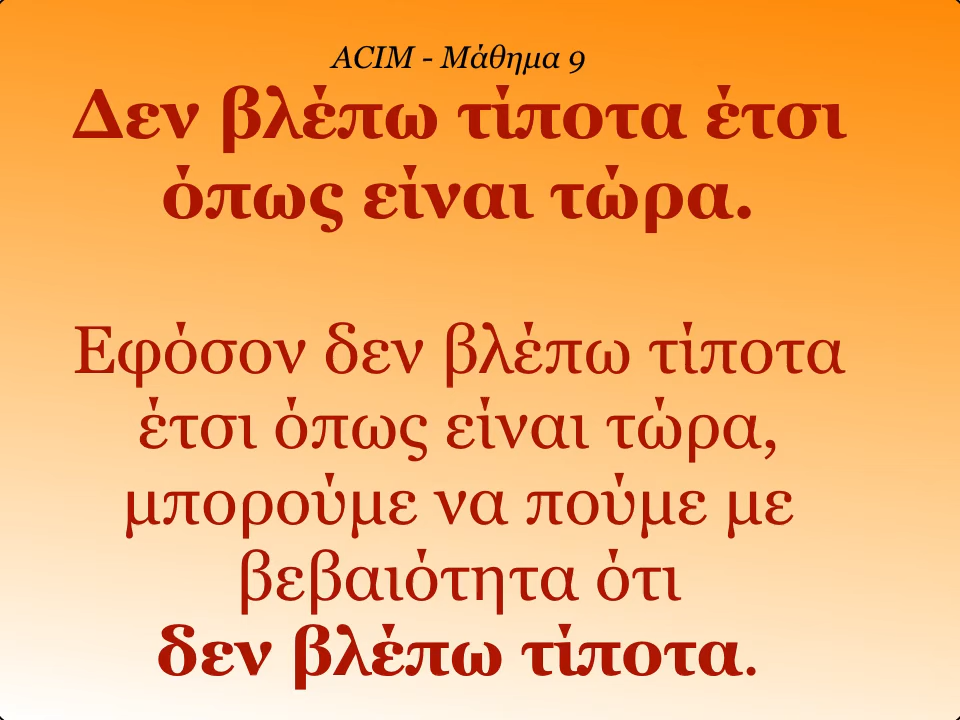 ACIM - Μάθημα 9
Δεν βλέπω τίποτα έτσι
όπως είναι τώρα.
Εφόσον δεν βλέπω τίποτα
έτσι όπως είναι τώρα,
μπορούμε να πούμε με
βεβαιότητα ότι
δεν βλέπω τίποτα.